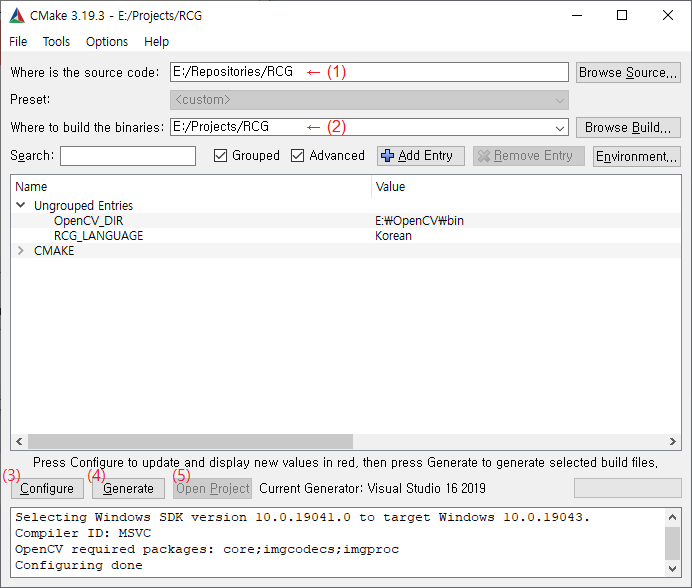 CMake 3.19.3 - E:/Projects/RCG
File Tools Options Help
Where is the source code: E:/Repositories/RCG ← (1) Browse Source...
Preset: <custom>
Where to build the binaries: E:/Projects/RCG ← (2) Browse Build...
Search: Grouped Advanced Add Entry Remove Entry Environment...
Name Value
Ungrouped Entries
OpenCV_DIR E:₩OpenCV₩bin
RCG_LANGUAGE Korean
CMAKE
Press Configure to update and display new values in red, then press Generate to generate selected build files.
(3) (4) (5)
Configure Generate Open Project Current Generator: Visual Studio 16 2019
Selecting Windows SDK version 10.0.19041.0 to target Windows 10.0.19043.
Compiler ID: MSVC
OpenCV required packages: core;imgcodecs;imgproc
Configuring done